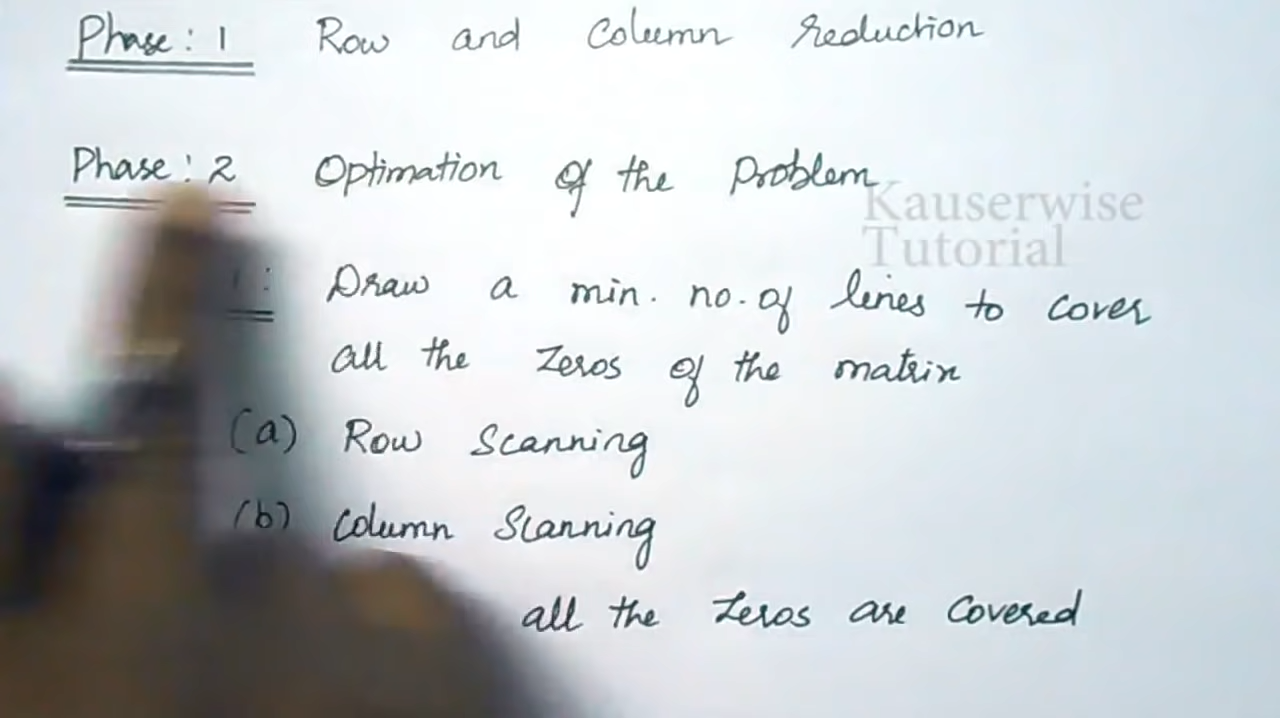 Phase: 1 Row and Column reduction
Phase: 2 Optimation of the Problem
Kauserwise
Tutorial
1: Draw a min. no. of lines to cover
all the Zeros of the matrix
(a) Row Scanning
(b) Column Scanning
all the Zeros are Covered